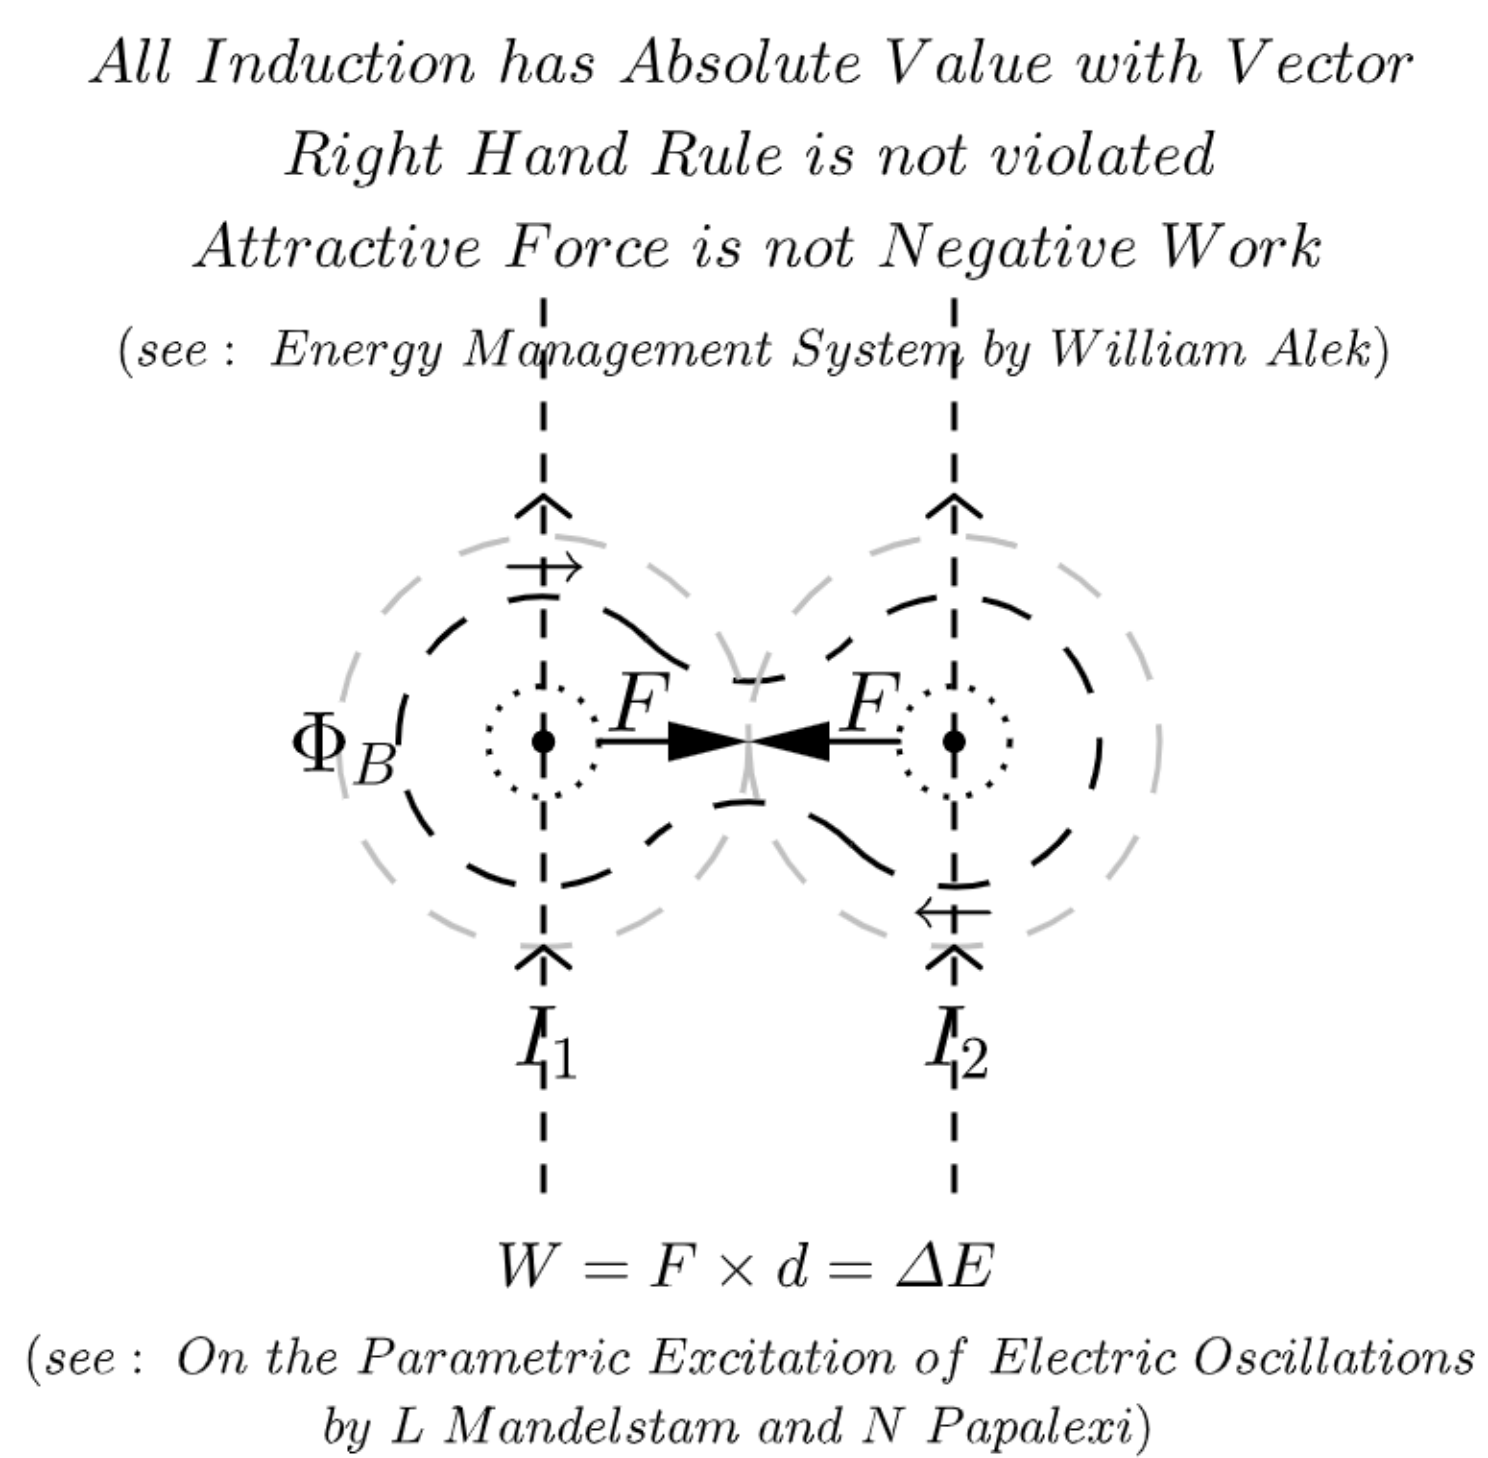 All Induction has Absolute Value with Vector
Right Hand Rule is not violated
Attractive Force is not Negative Work
(see : Energy Management System by William Alek)
F F
Φ_B
I_1 I_2
W = F × d = ΔE
(see : On the Parametric Excitation of Electric Oscillations
by L Mandelstam and N Papalexi)